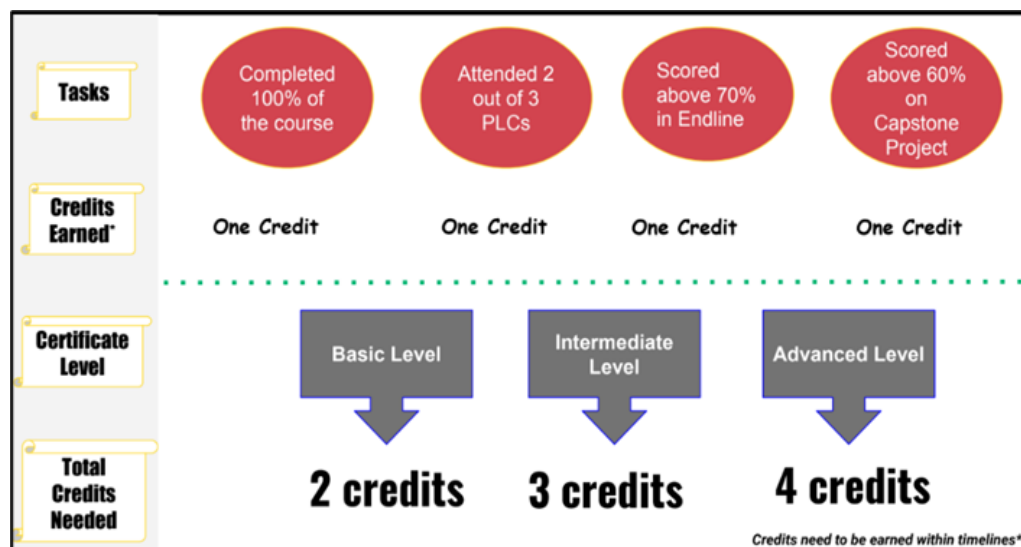 Tasks
Completed
100% of
the course
Attended 2
out of 3
PLCs
Scored
above 70%
in Endline
Scored
above 60%
on
Capstone
Project
Credits
Earned*
One Credit
One Credit
One Credit
One Credit
Certificate
Level
Basic Level
Intermediate
Level
Advanced Level
Total
Credits
Needed
2 credits
3 credits
4 credits
Credits need to be earned within timelines*